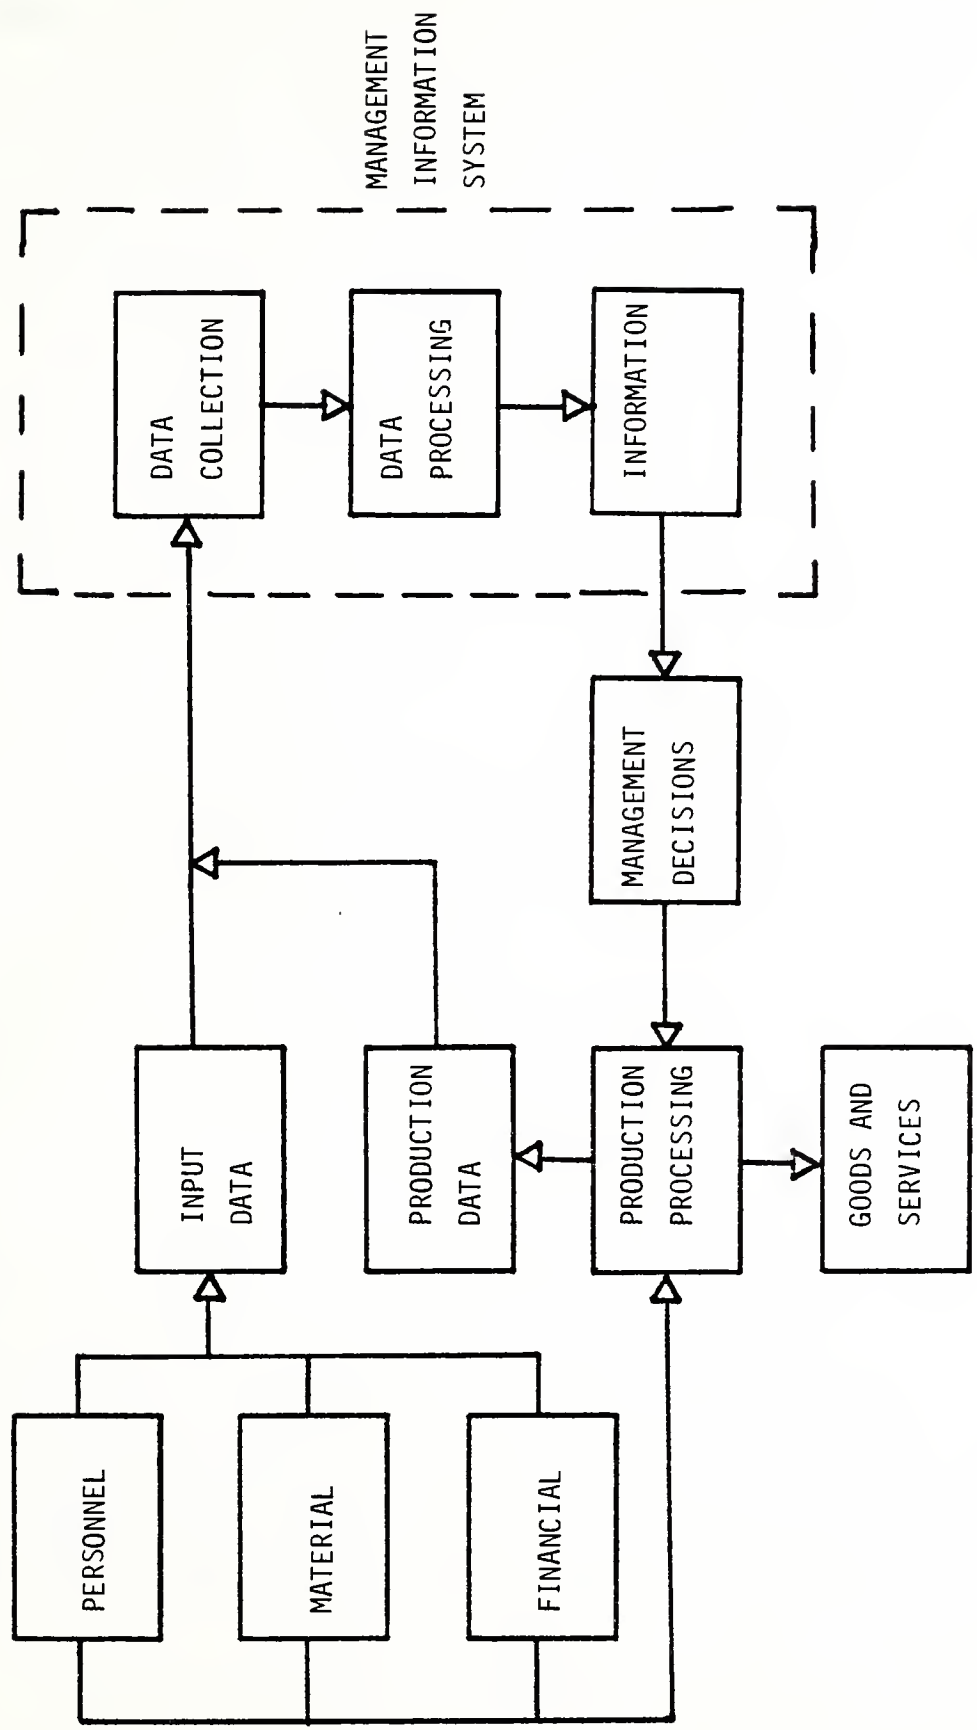 PERSONNEL
MATERIAL
FINANCIAL
INPUT
DATA
PRODUCTION
DATA
PRODUCTION
PROCESSING
GOODS AND
SERVICES
MANAGEMENT
DECISIONS
DATA
COLLECTION
DATA
PROCESSING
INFORMATION
MANAGEMENT
INFORMATION
SYSTEM